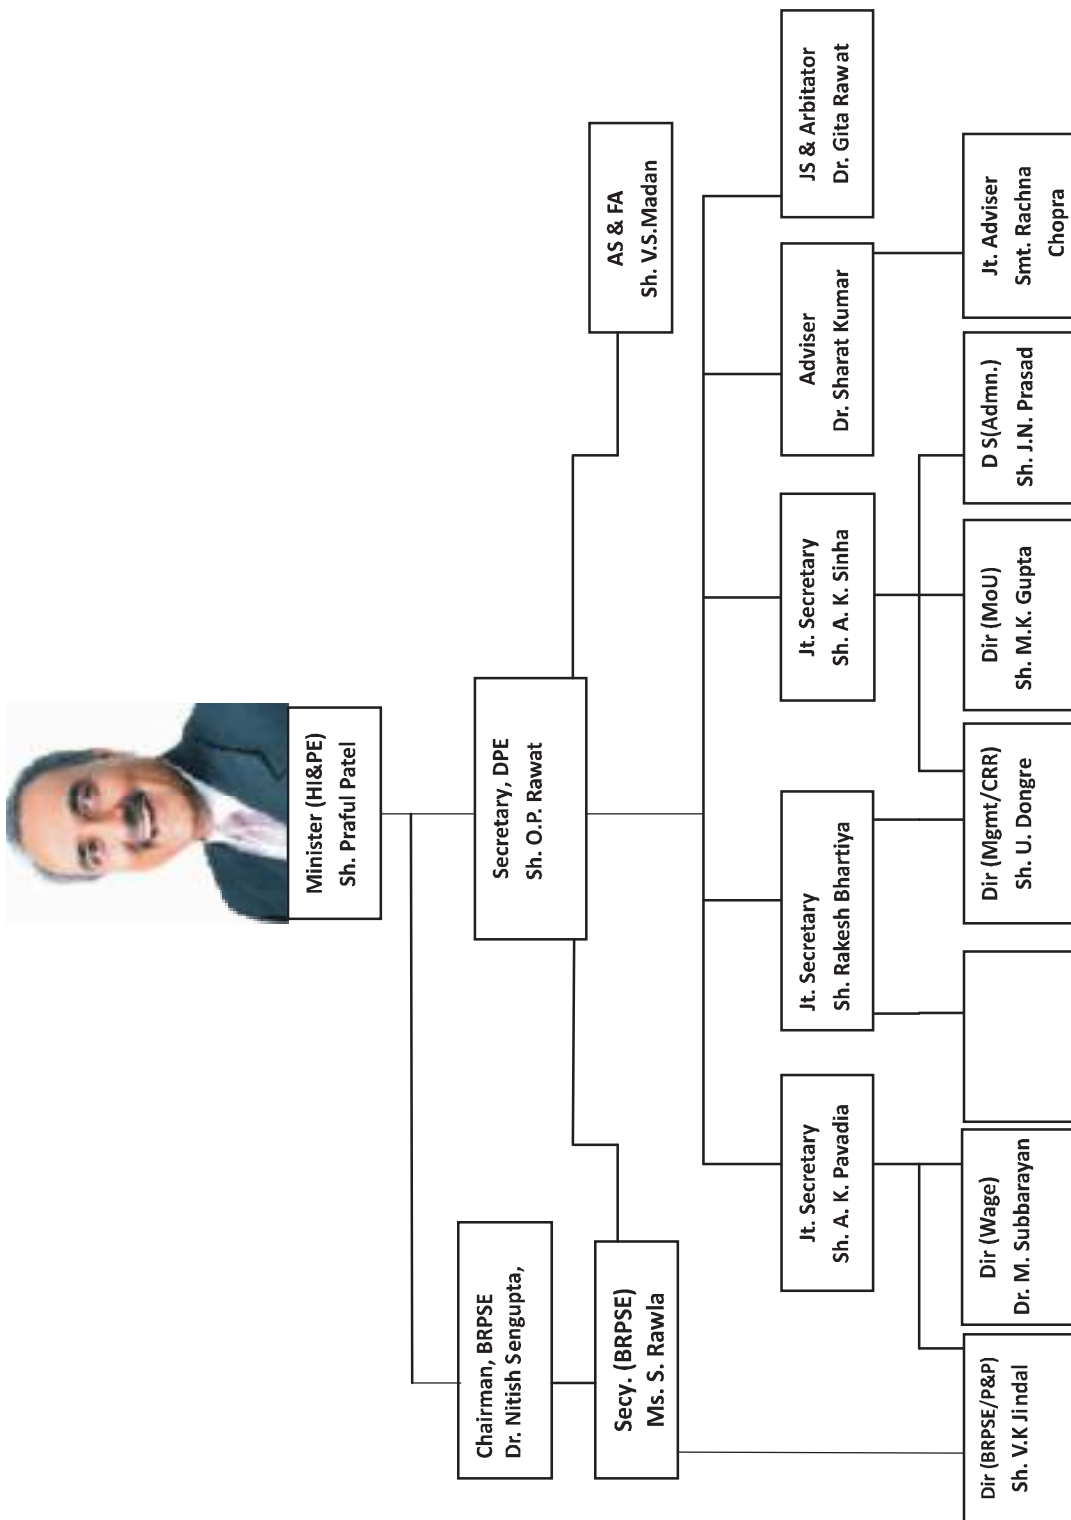 Minister (HI&PE)
Sh. Praful Patel
Chairman, BRPSE
Dr. Nitish Sengupta,
Secretary, DPE
Sh. O.P. Rawat
Secy. (BRPSE)
Ms. S. Rawla
AS & FA
Sh. V.S.Madan
Jt. Secretary
Sh. A. K. Pavadia
Jt. Secretary
Sh. Rakesh Bhartiya
Jt. Secretary
Sh. A. K. Sinha
Adviser
Dr. Sharat Kumar
JS & Arbitator
Dr. Gita Rawat
Dir (BRPSE/P&P)
Sh. V.K Jindal
Dir (Wage)
Dr. M. Subbarayan
Dir (Mgmt/CRR)
Sh. U. Dongre
Dir (MoU)
Sh. M.K. Gupta
D S(Admn.)
Sh. J.N. Prasad
Jt. Adviser
Smt. Rachna
Chopra